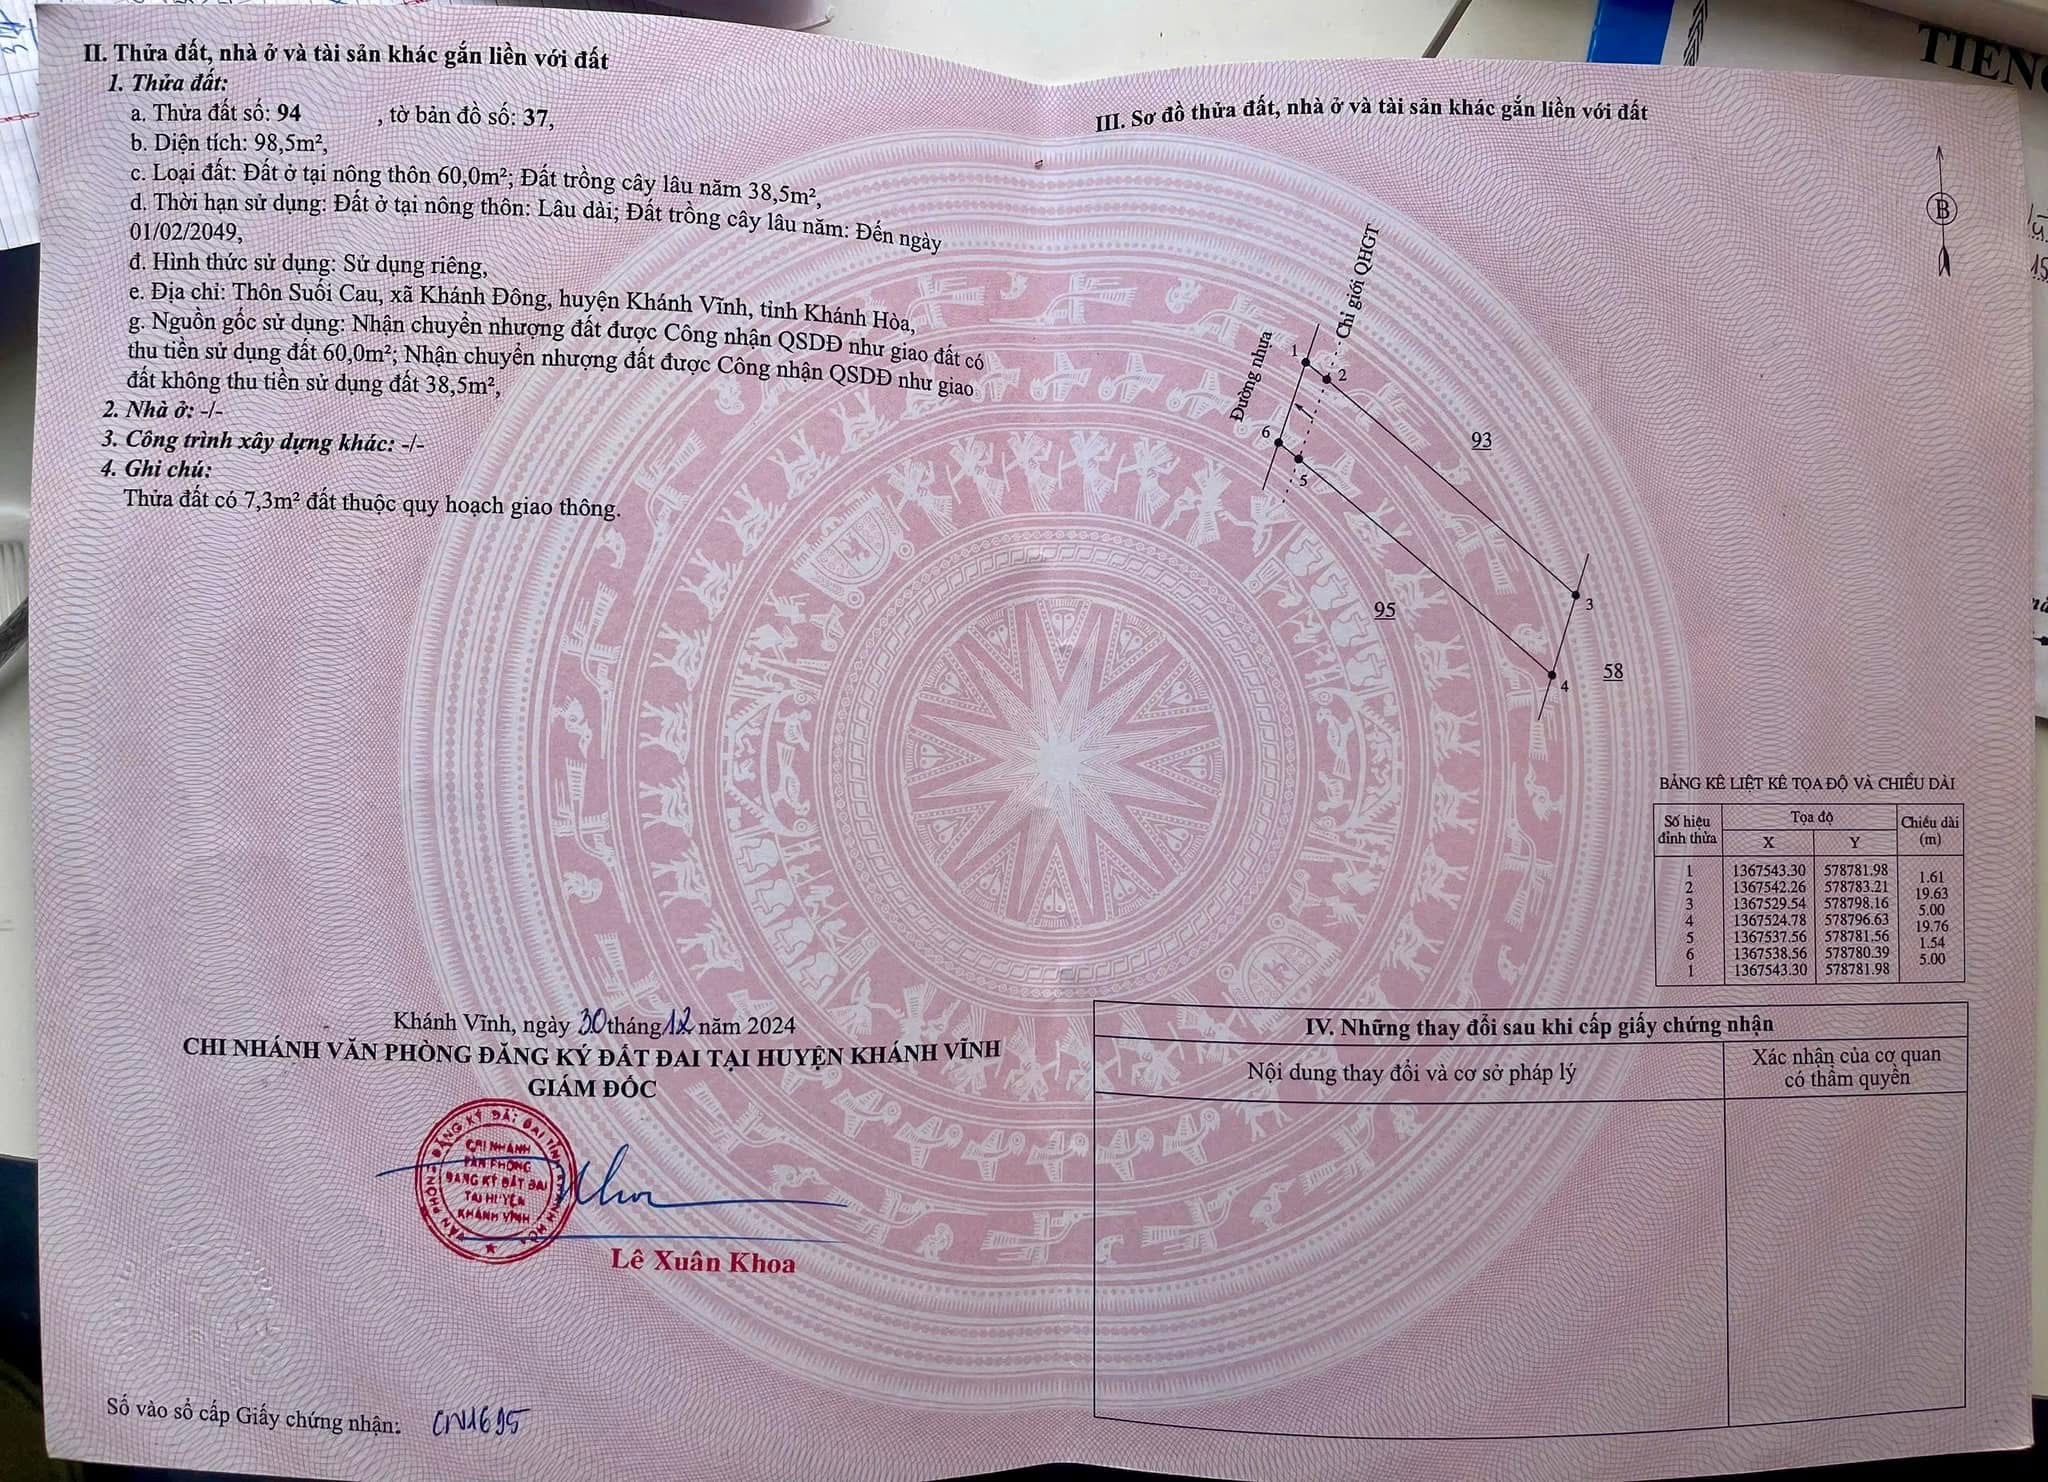 II. Thửa đất, nhà ở và tài sản khác gắn liền với đất
1. Thửa đất:
a. Thửa đất số: 94 , tờ bản đồ số: 37,
b. Diện tích: 98,5m²,
c. Loại đất: Đất ở tại nông thôn 60,0m²; Đất trồng cây lâu năm 38,5m²,
d. Thời hạn sử dụng: Đất ở tại nông thôn: Lâu dài; Đất trồng cây lâu năm: Đến ngày
01/02/2049,
đ. Hình thức sử dụng: Sử dụng riêng,
e. Địa chỉ: Thôn Suối Cau, xã Khánh Đông, huyện Khánh Vĩnh, tỉnh Khánh Hòa,
g. Nguồn gốc sử dụng: Nhận chuyển nhượng đất được Công nhận QSDĐ như giao đất có
thu tiền sử dụng đất 60,0m²; Nhận chuyển nhượng đất được Công nhận QSDĐ như giao
đất không thu tiền sử dụng đất 38,5m²,
2. Nhà ở: -/-
3. Công trình xây dựng khác: -/-
4. Ghi chú:
Thửa đất có 7,3m² đất thuộc quy hoạch giao thông.
Khánh Vĩnh, ngày 30 tháng 12 năm 2024
CHI NHÁNH VĂN PHÒNG ĐĂNG KÝ ĐẤT ĐAI TẠI HUYỆN KHÁNH VĨNH
GIÁM ĐỐC
CHI NHÁNH
VĂN PHÒNG
ĐĂNG KÝ ĐẤT ĐAI
TẠI HUYỆN
KHÁNH VĨNH
Lê Xuân Khoa
Số vào sổ cấp Giấy chứng nhận: CN1695
III. Sơ đồ thửa đất, nhà ở và tài sản khác gắn liền với đất
B
Chỉ giới QHGT
Đường nhựa
1
2
6
5
93
95
3
58
4
BẢNG KÊ LIỆT KÊ TỌA ĐỘ VÀ CHIỀU DÀI
Số hiệu đỉnh thửa Tọa độ Chiều dài (m)
X Y
1 1367543.30 578781.98
1.61
2 1367542.26 578783.21
19.63
3 1367529.54 578798.16
5.00
4 1367524.78 578796.63
19.76
5 1367537.56 578781.56
1.54
6 1367538.56 578780.39
5.00
1 1367543.30 578781.98
IV. Những thay đổi sau khi cấp giấy chứng nhận
Nội dung thay đổi và cơ sở pháp lý
Xác nhận của cơ quan
có thẩm quyền
TIENG